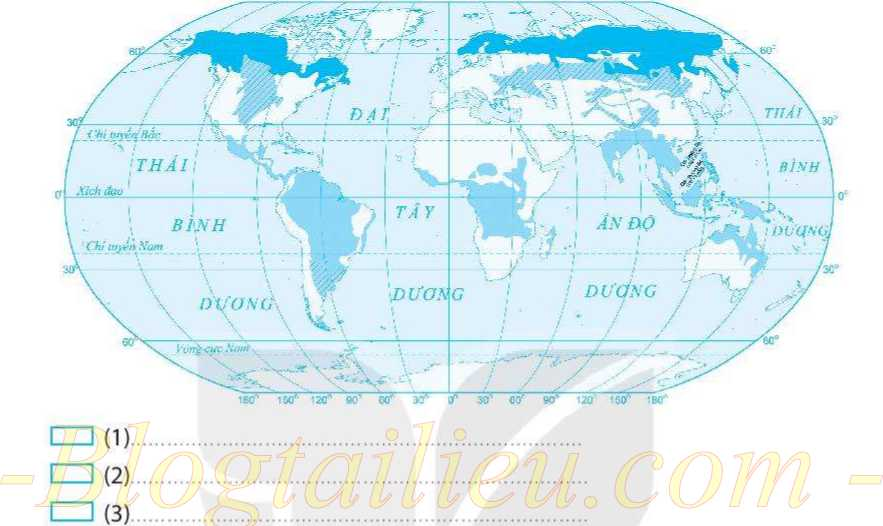 60° 60°
ĐẠI THÁI
30° 30°
Chí tuyến Bắc
THÁI BÌNH
0° Xích đạo 0°
BÌNH TÂY ẤN ĐỘ DƯƠNG
Chí tuyến Nam
30° 30°
DƯƠNG DƯƠNG DƯƠNG
60° 60°
Vòng cực Nam
180° 150° 120° 90° 60° 30° 0° 30° 60° 90° 120° 150° 180°
(1)
(2)
(3)
-Blogtailieu.com -